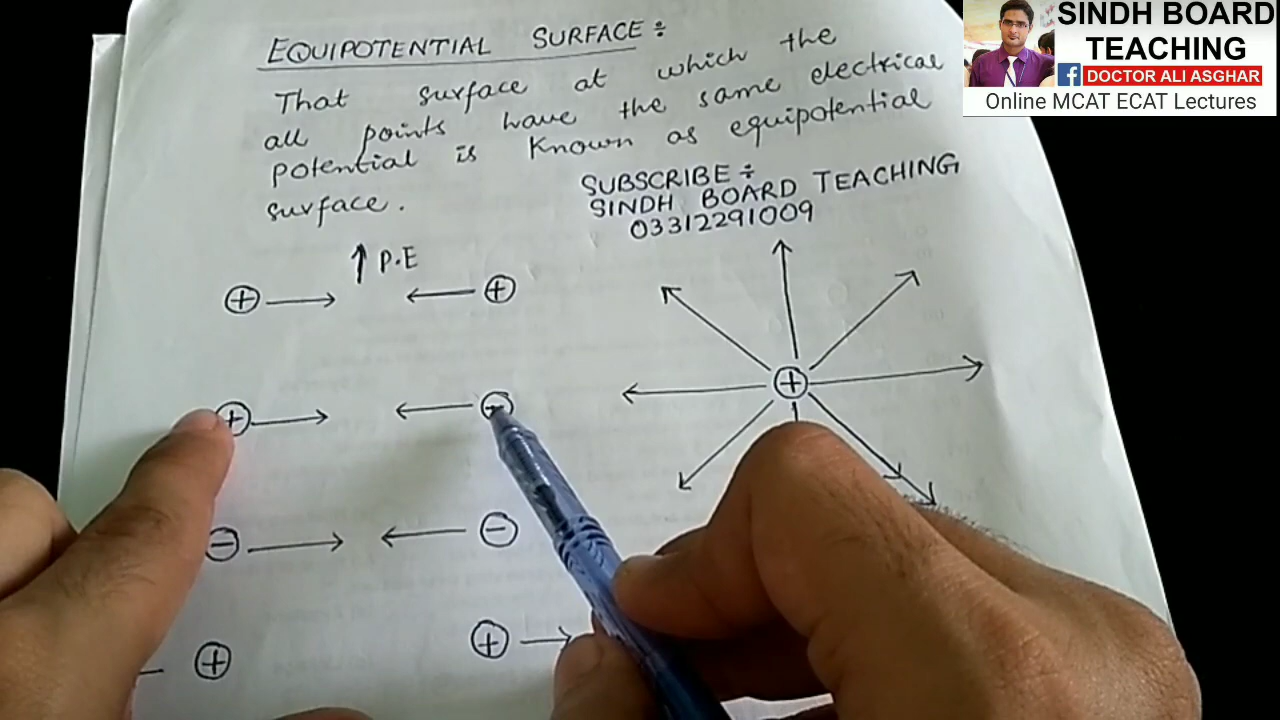 EQUIPOTENTIAL SURFACE ÷
That surface at which the
all points have the same electrical
potential is known as equipotential
surface.
SUBSCRIBE ÷
SINDH BOARD TEACHING
03312291009
↑ P.E
+ → ← +
+ → ← -
- → ← -
+ + →
+
SINDH BOARD
TEACHING
f DOCTOR ALI ASGHAR
Online MCAT ECAT Lectures